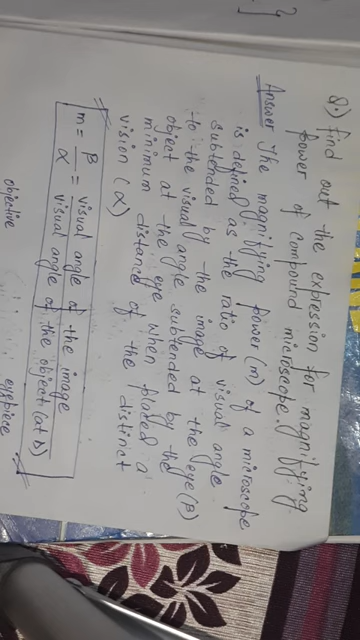 Q.) find out the expression for magnifying
power of compound microscope.
Answer The magnifying power (m) of a microscope
is defined as the ratio of visual angle
subtended by the image at the eye (β)
to the visual angle subtended by the
object at the eye when placed a
minimum distance of the distinct
vision (α)
m = β/α = visual angle of the image / visual angle of the object (at D)
objective eyepiece